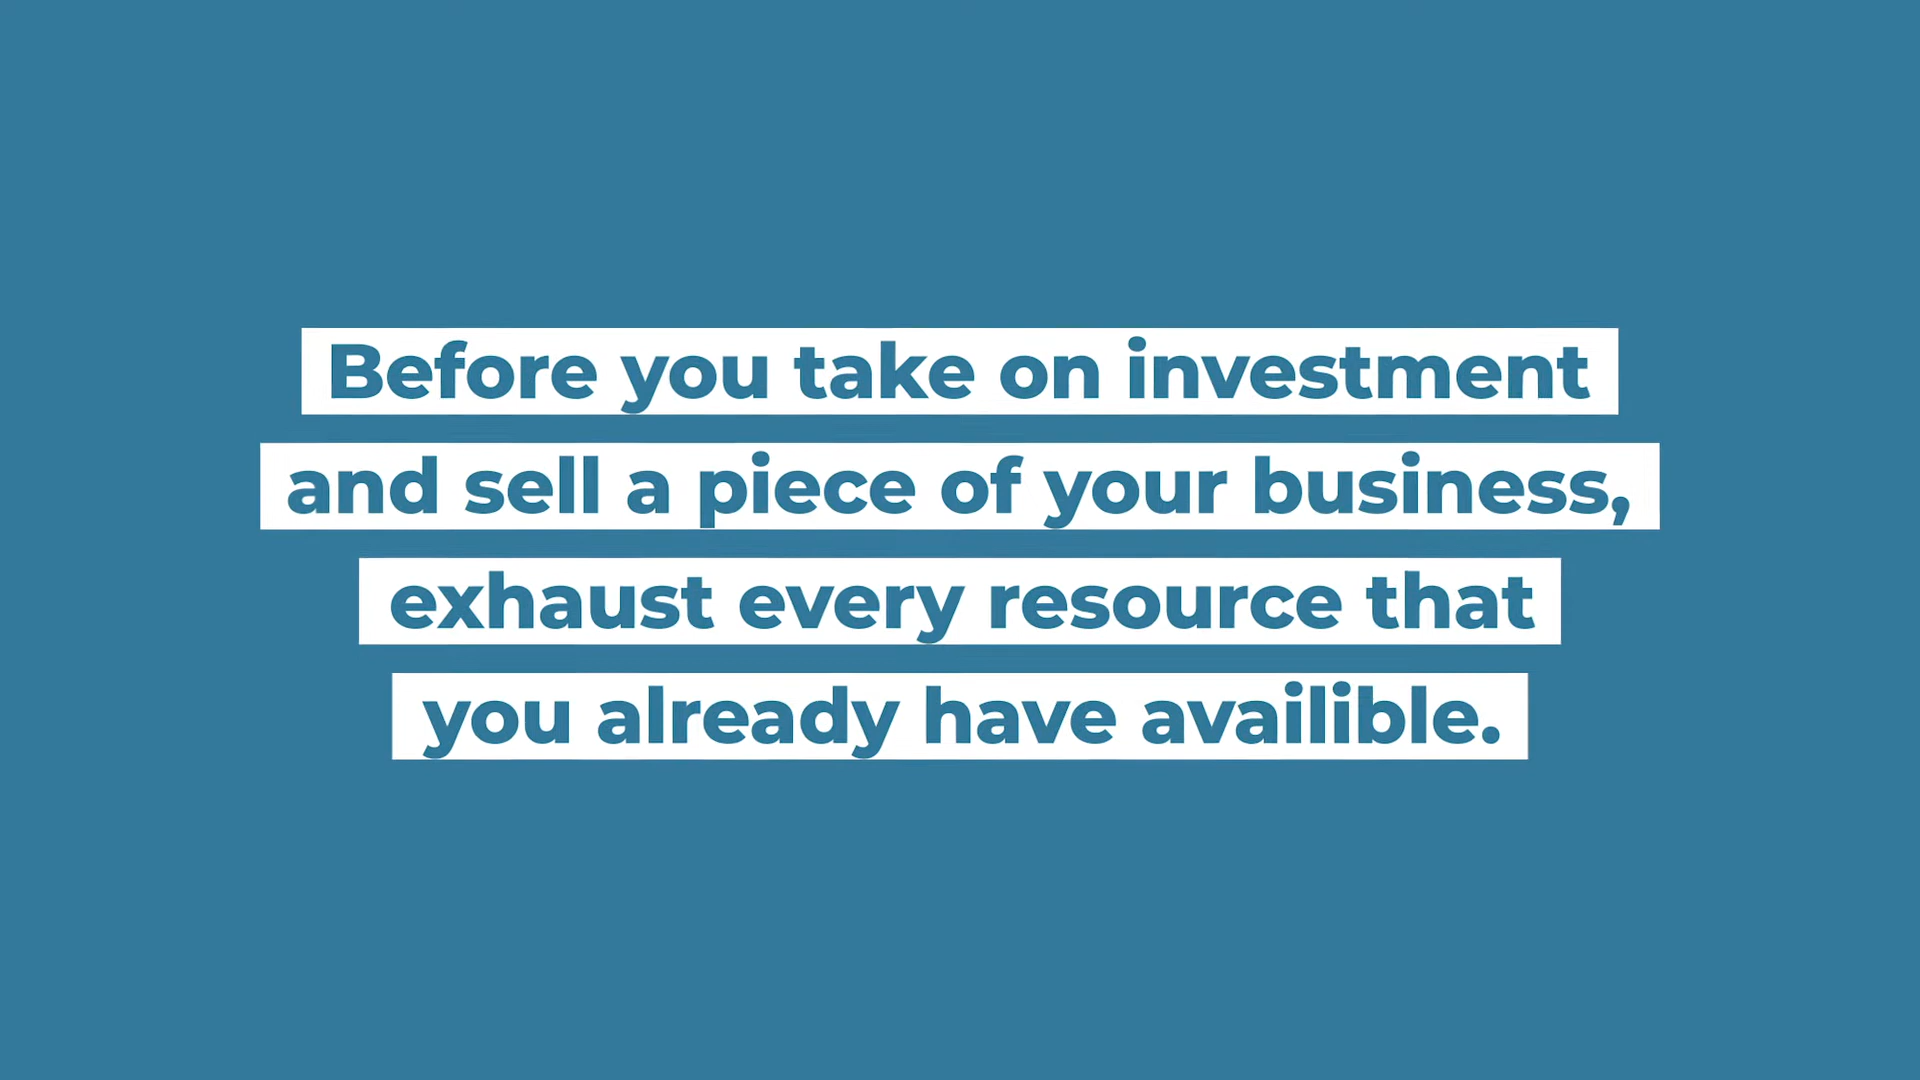 Before you take on investment
and sell a piece of your business,
exhaust every resource that
you already have availible.